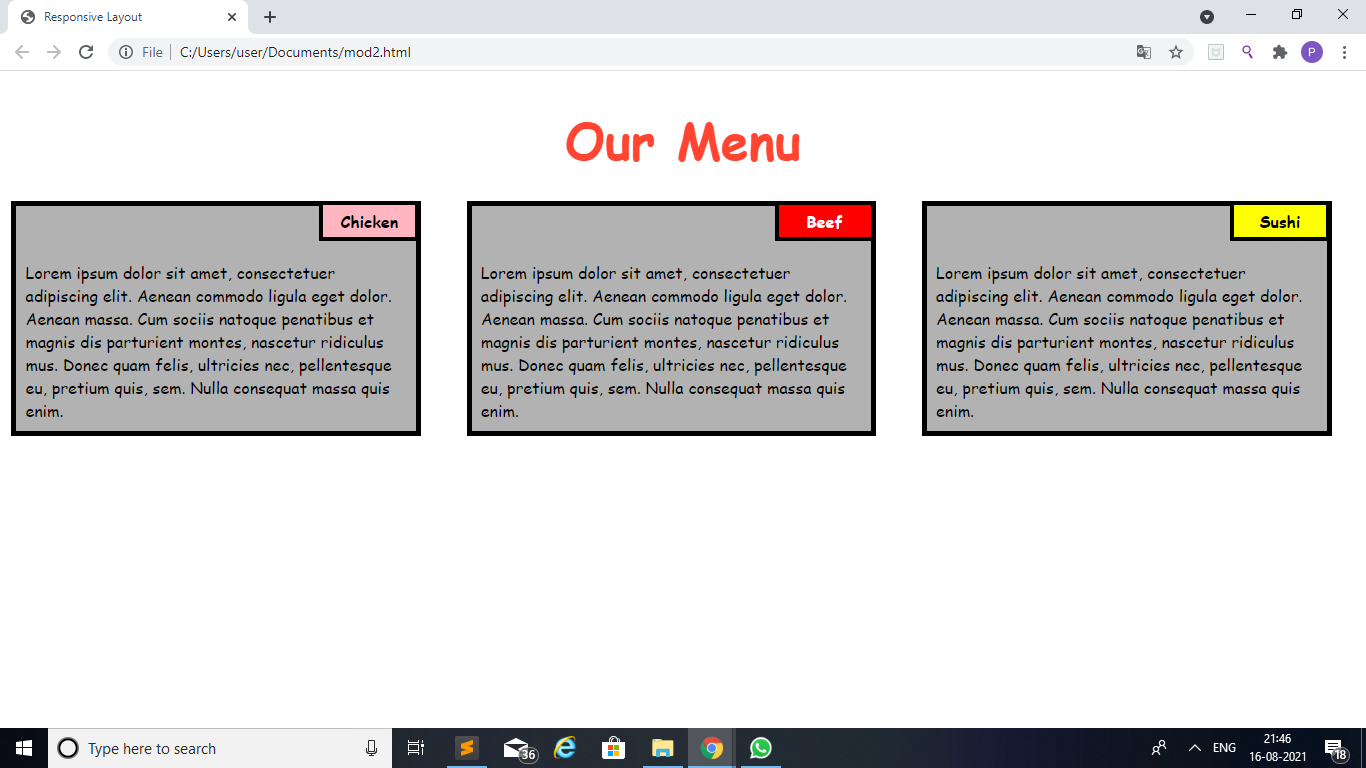 Responsive Layout
File
C:/Users/user/Documents/mod2.html
P
Our Menu
Chicken
Lorem ipsum dolor sit amet, consectetuer
adipiscing elit. Aenean commodo ligula eget dolor.
Aenean massa. Cum sociis natoque penatibus et
magnis dis parturient montes, nascetur ridiculus
mus. Donec quam felis, ultricies nec, pellentesque
eu, pretium quis, sem. Nulla consequat massa quis
enim.
Beef
Lorem ipsum dolor sit amet, consectetuer
adipiscing elit. Aenean commodo ligula eget dolor.
Aenean massa. Cum sociis natoque penatibus et
magnis dis parturient montes, nascetur ridiculus
mus. Donec quam felis, ultricies nec, pellentesque
eu, pretium quis, sem. Nulla consequat massa quis
enim.
Sushi
Lorem ipsum dolor sit amet, consectetuer
adipiscing elit. Aenean commodo ligula eget dolor.
Aenean massa. Cum sociis natoque penatibus et
magnis dis parturient montes, nascetur ridiculus
mus. Donec quam felis, ultricies nec, pellentesque
eu, pretium quis, sem. Nulla consequat massa quis
enim.
Type here to search
36
ENG
21:46
16-08-2021
18